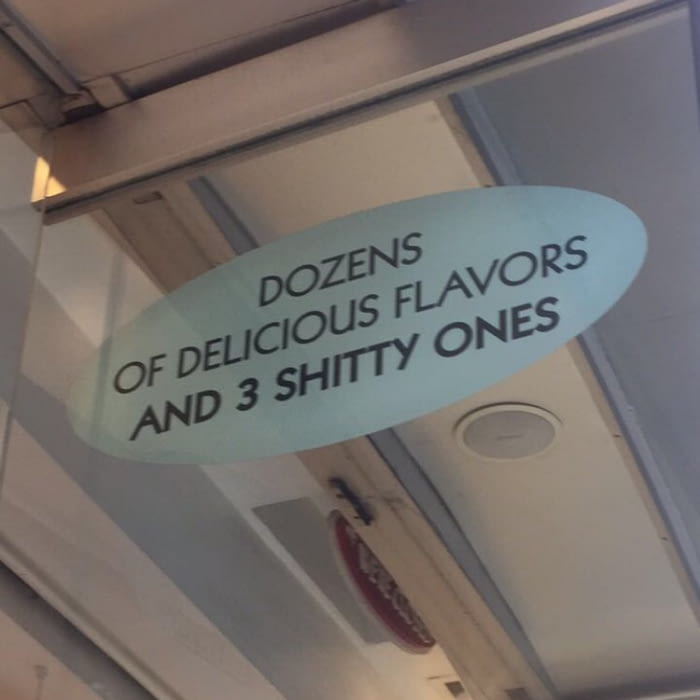 DOZENS
OF DELICIOUS FLAVORS
AND 3 SHITTY ONES